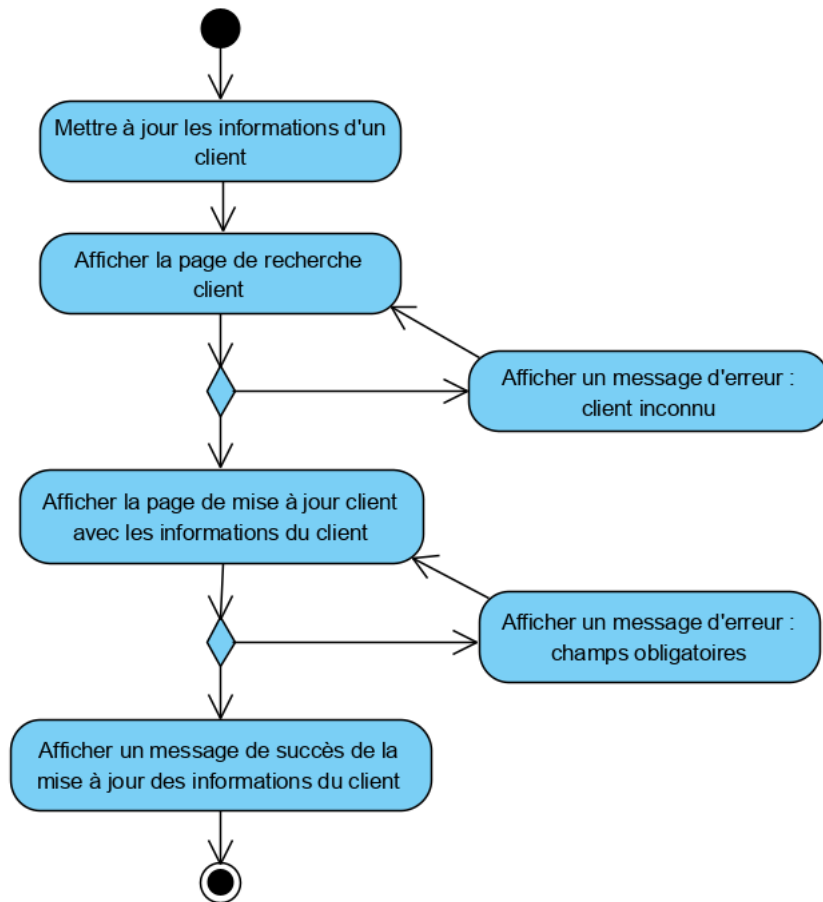 Mettre à jour les informations d'un
client
Afficher la page de recherche
client
Afficher un message d'erreur :
client inconnu
Afficher la page de mise à jour client
avec les informations du client
Afficher un message d'erreur :
champs obligatoires
Afficher un message de succès de la
mise à jour des informations du client